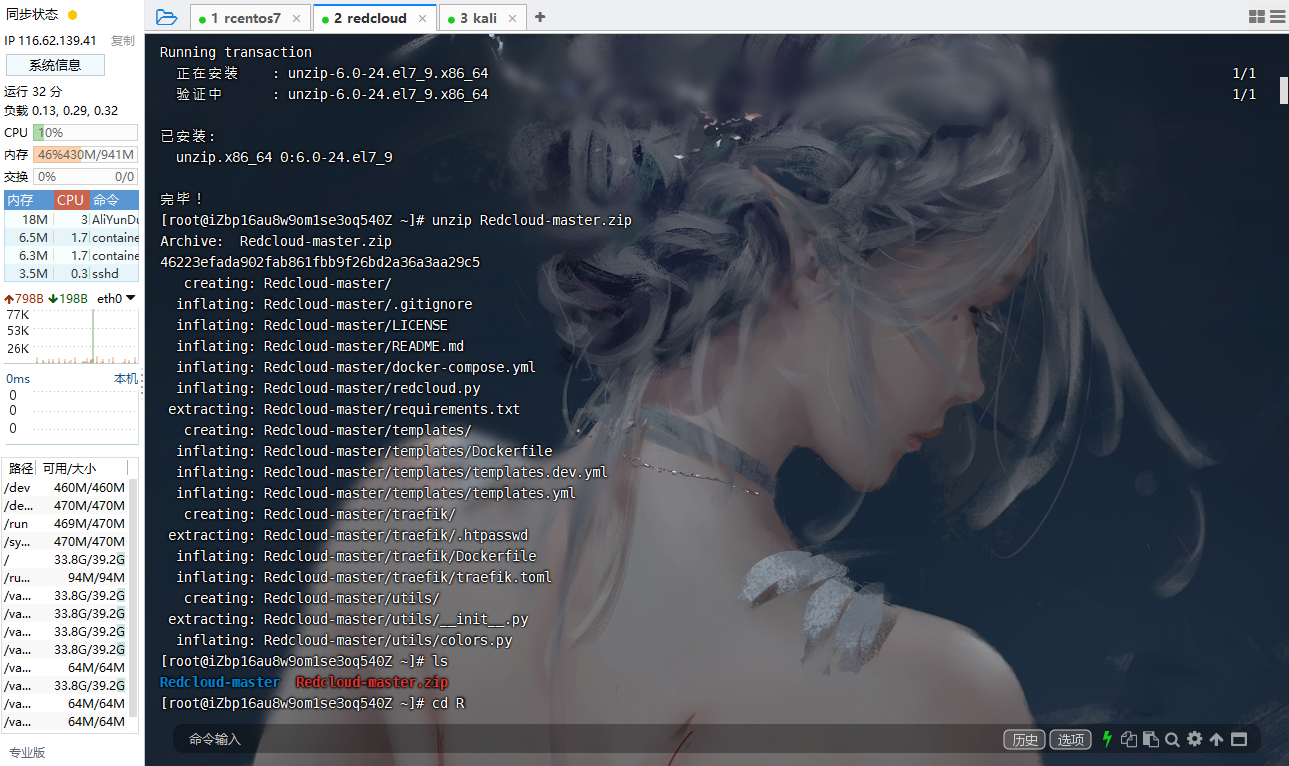 同步状态
IP 116.62.139.41 复制
系统信息
运行 32 分
负载 0.13, 0.29, 0.32
CPU 10%
内存 46% 430M/941M
交换 0% 0/0
内存 CPU 命令
18M 3 AliYunDu
6.5M 1.7 containe
6.3M 1.7 containe
3.5M 0.3 sshd
798B 198B eth0
77K
53K
26K
0ms 本机
0
0
0
路径 可用/大小
/dev 460M/460M
/de... 470M/470M
/run 469M/470M
/sy... 470M/470M
/ 33.8G/39.2G
/ru... 94M/94M
/va... 33.8G/39.2G
/va... 33.8G/39.2G
/va... 33.8G/39.2G
/va... 33.8G/39.2G
/va... 64M/64M
/va... 33.8G/39.2G
/va... 64M/64M
/va... 64M/64M
专业版
1 rcentos7 × 2 redcloud × 3 kali × +
Running transaction
正在安装 : unzip-6.0-24.el7_9.x86_64 1/1
验证中 : unzip-6.0-24.el7_9.x86_64 1/1
已安装:
unzip.x86_64 0:6.0-24.el7_9
完毕！
[root@iZbp16au8w9om1se3oq540Z ~]# unzip Redcloud-master.zip
Archive:  Redcloud-master.zip
46223efada902fab861fbb9f26bd2a36a3aa29c5
creating: Redcloud-master/
inflating: Redcloud-master/.gitignore
inflating: Redcloud-master/LICENSE
inflating: Redcloud-master/README.md
inflating: Redcloud-master/docker-compose.yml
inflating: Redcloud-master/redcloud.py
extracting: Redcloud-master/requirements.txt
creating: Redcloud-master/templates/
inflating: Redcloud-master/templates/Dockerfile
inflating: Redcloud-master/templates/templates.dev.yml
inflating: Redcloud-master/templates/templates.yml
creating: Redcloud-master/traefik/
extracting: Redcloud-master/traefik/.htpasswd
inflating: Redcloud-master/traefik/Dockerfile
inflating: Redcloud-master/traefik/traefik.toml
creating: Redcloud-master/utils/
extracting: Redcloud-master/utils/__init__.py
inflating: Redcloud-master/utils/colors.py
[root@iZbp16au8w9om1se3oq540Z ~]# ls
Redcloud-master  Redcloud-master.zip
[root@iZbp16au8w9om1se3oq540Z ~]# cd R
命令输入 历史 选项